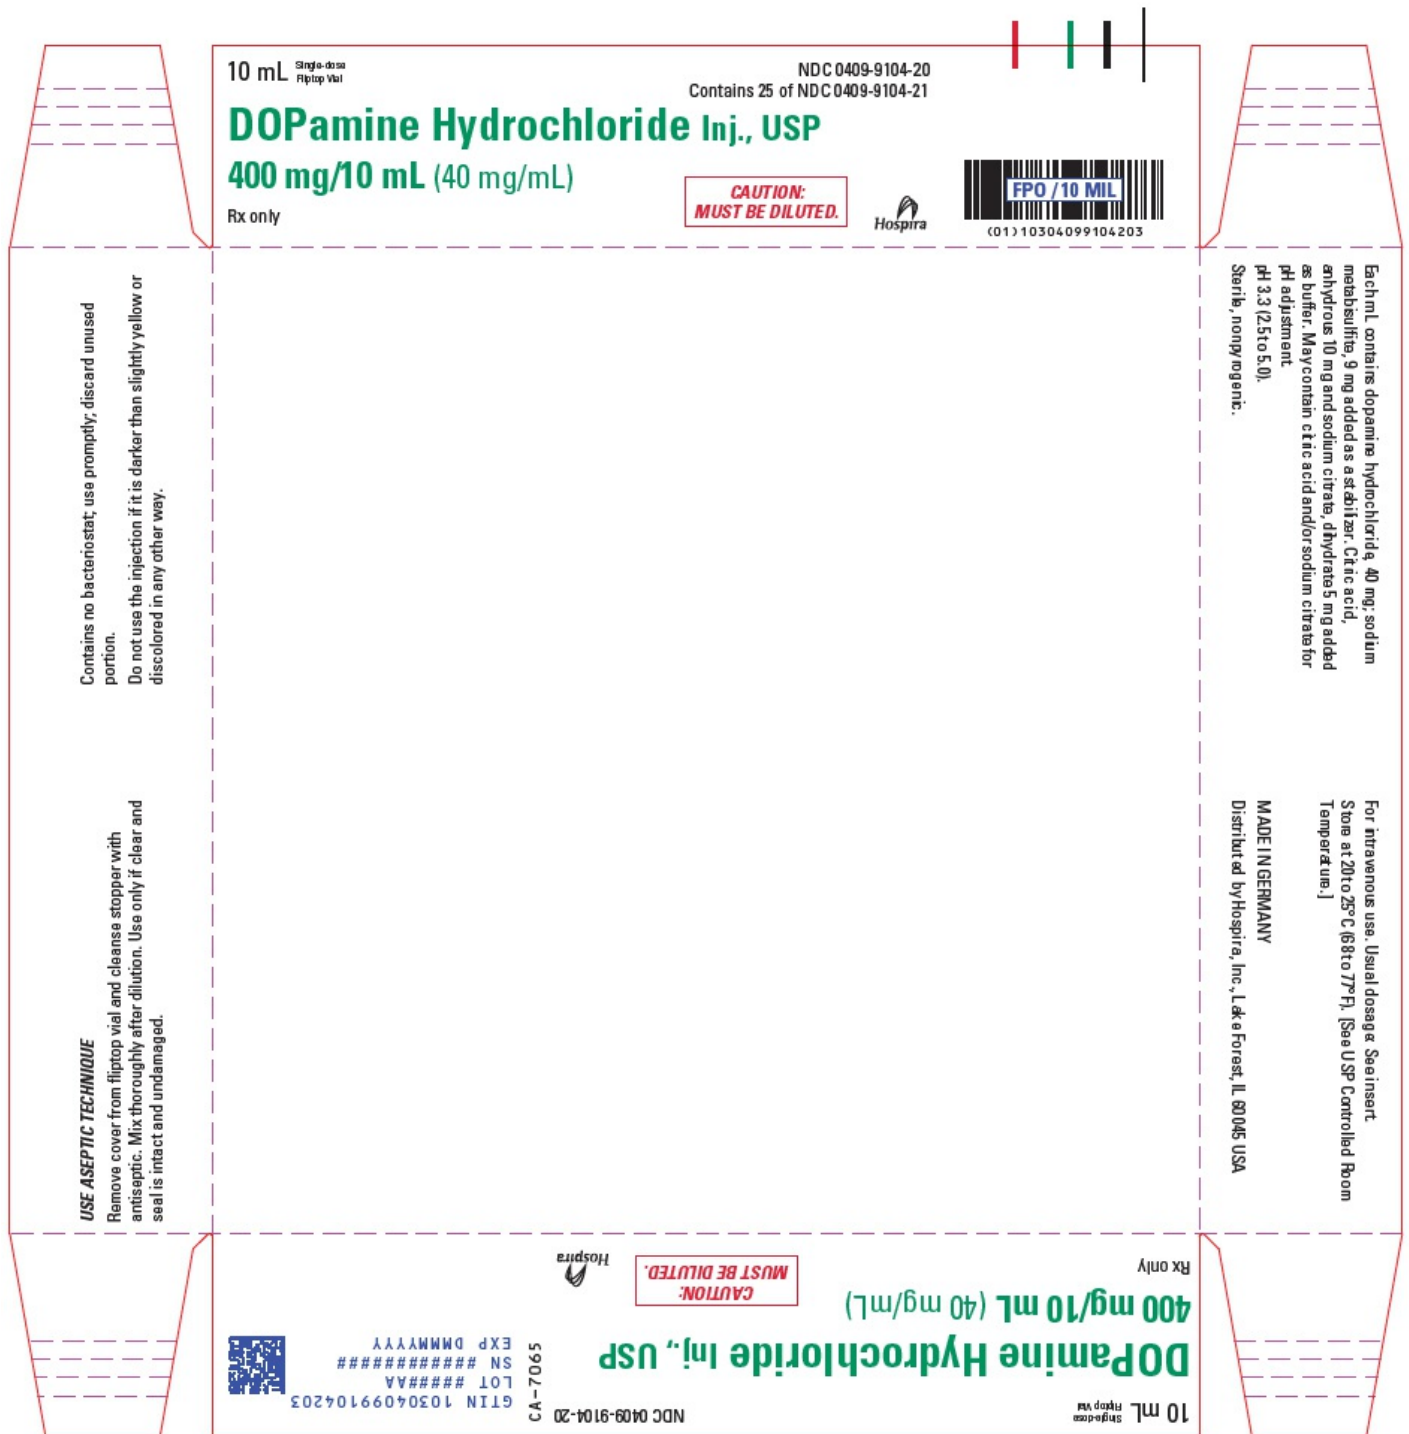 10 mL Single-dose
Fliptop Vial
NDC 0409-9104-20
Contains 25 of NDC 0409-9104-21
DOPamine Hydrochloride Inj., USP
400 mg/10 mL (40 mg/mL)
Rx only
CAUTION:
MUST BE DILUTED.
Hospira
FPO / 10 MIL
(01)10304099104203
Contains no bacteriostat; use promptly; discard unused
portion.
Do not use the injection if it is darker than slightly yellow or
discolored in any other way.
USE ASEPTIC TECHNIQUE
Remove cover from fliptop vial and cleanse stopper with
antiseptic. Mix thoroughly after dilution. Use only if clear and
seal is intact and undamaged.
Each mL contains dopamine hydrochloride, 40 mg; sodium
metabisulfite, 9 mg added as a stabilizer. Citric acid,
anhydrous 10 mg and sodium citrate, dihydrate 5 mg added
as buffer. May contain citric acid and/or sodium citrate for
pH adjustment.
pH 3.3 (2.5 to 5.0).
Sterile, nonpyrogenic.
For intravenous use. Usual dosage: See insert.
Store at 20 to 25°C (68 to 77°F). [See USP Controlled Room
Temperature.]
MADE IN GERMANY
Distributed by Hospira, Inc., Lake Forest, IL 60045 USA
10 mL Single-dose
Fliptop Vial
NDC 0409-9104-20
DOPamine Hydrochloride Inj., USP
400 mg/10 mL (40 mg/mL)
Rx only
CAUTION:
MUST BE DILUTED.
Hospira
CA-7065
GTIN 10304099104203
LOT ######AA
SN ############
EXP DMMMYYYY